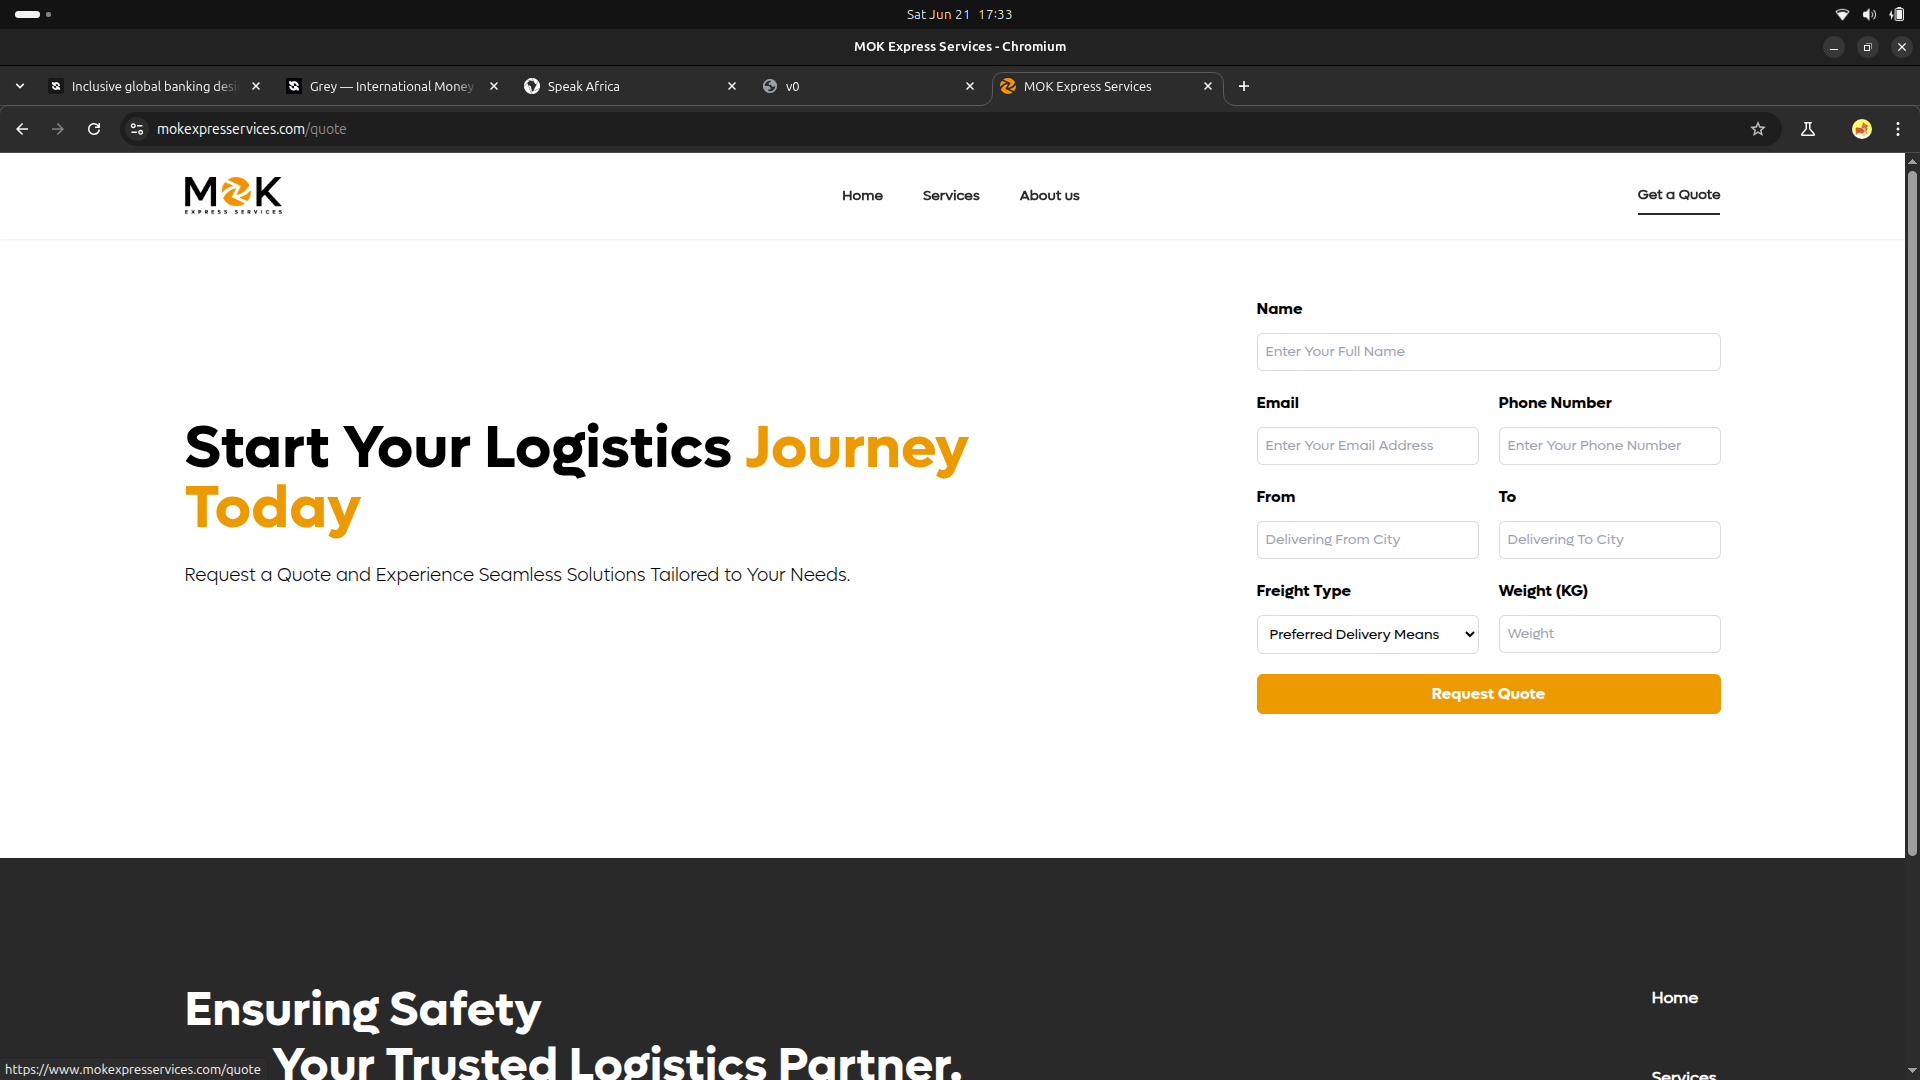 Sat Jun 21 17:33
MOK Express Services - Chromium
Inclusive global banking desi
Grey — International Money
Speak Africa
v0
MOK Express Services
mokexpresservices.com/quote
MOK
EXPRESS SERVICES
Home
Services
About us
Get a Quote
Start Your Logistics Journey
Today
Request a Quote and Experience Seamless Solutions Tailored to Your Needs.
Name
Enter Your Full Name
Email
Phone Number
Enter Your Email Address
Enter Your Phone Number
From
To
Delivering From City
Delivering To City
Freight Type
Weight (KG)
Preferred Delivery Means
Weight
Request Quote
Ensuring Safety
Your Trusted Logistics Partner.
Home
Services
https://www.mokexpresservices.com/quote